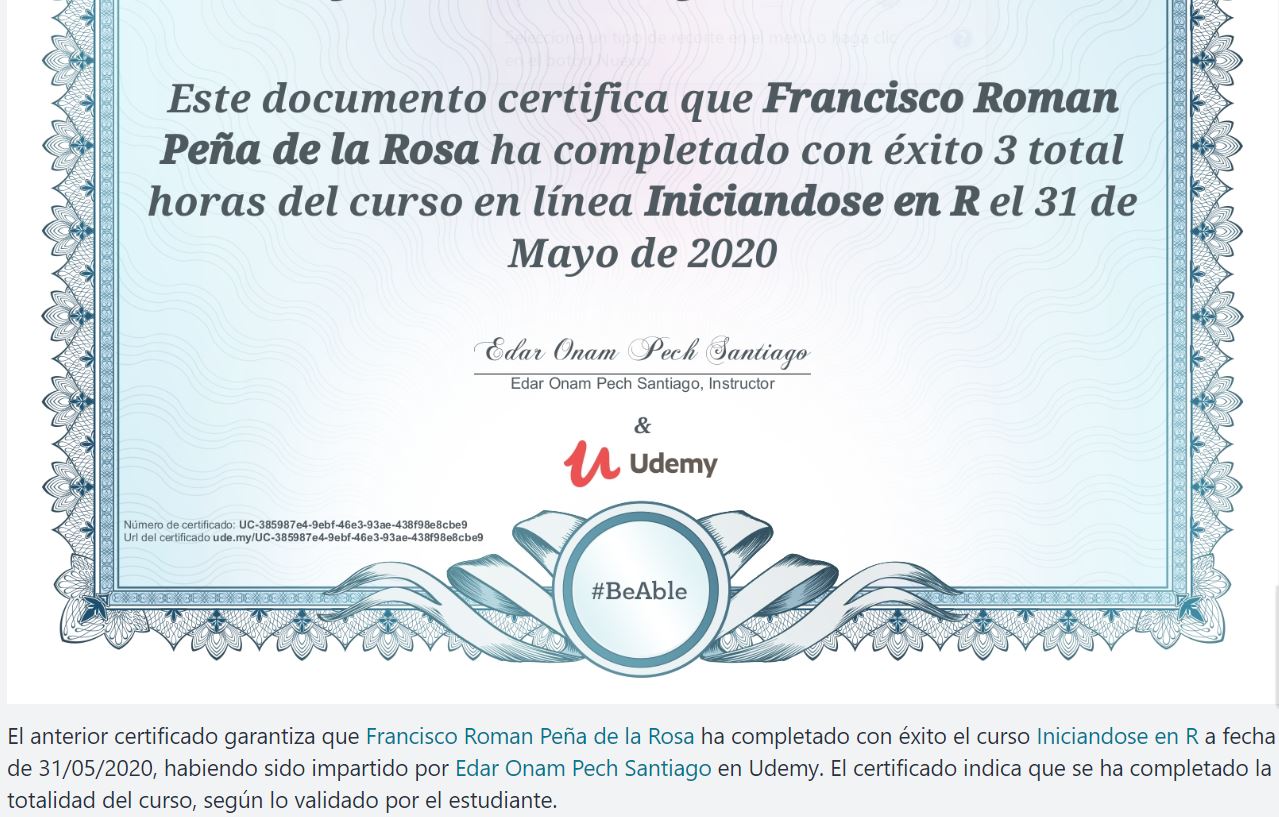 Seleccione un tipo de recorte en el menú o haga clic
en el botón Nuevo.
Este documento certifica que Francisco Roman
Peña de la Rosa ha completado con éxito 3 total
horas del curso en línea Iniciandose en R el 31 de
Mayo de 2020
Edar Onam Pech Santiago
Edar Onam Pech Santiago, Instructor
&
Udemy
Número de certificado: UC-385987e4-9ebf-46e3-93ae-438f98e8cbe9
Url del certificado ude.my/UC-385987e4-9ebf-46e3-93ae-438f98e8cbe9
#BeAble
El anterior certificado garantiza que Francisco Roman Peña de la Rosa ha completado con éxito el curso Iniciandose en R a fecha
de 31/05/2020, habiendo sido impartido por Edar Onam Pech Santiago en Udemy. El certificado indica que se ha completado la
totalidad del curso, según lo validado por el estudiante.